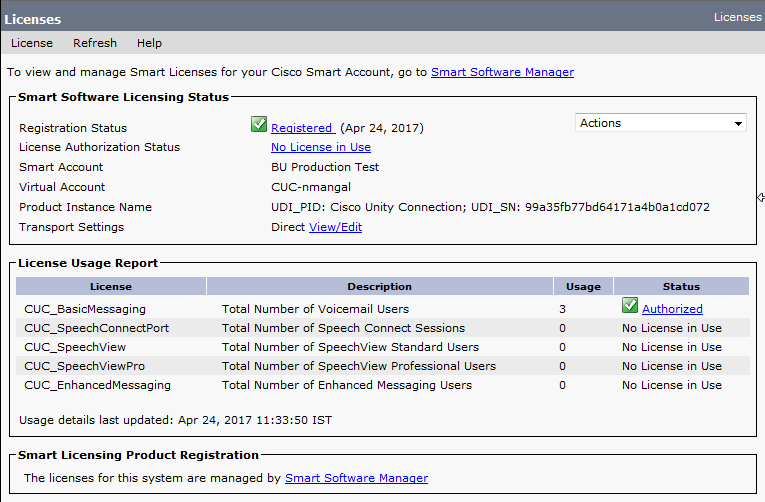 Licenses Licenses
License Refresh Help
To view and manage Smart Licenses for your Cisco Smart Account, go to Smart Software Manager
Smart Software Licensing Status
Registration Status Registered (Apr 24, 2017) Actions
License Authorization Status No License in Use
Smart Account BU Production Test
Virtual Account CUC-nmangal
Product Instance Name UDI_PID: Cisco Unity Connection; UDI_SN: 99a35fb77bd64171a4b0a1cd072
Transport Settings Direct View/Edit
License Usage Report
License Description Usage Status
CUC_BasicMessaging Total Number of Voicemail Users 3 Authorized
CUC_SpeechConnectPort Total Number of Speech Connect Sessions 0 No License in Use
CUC_SpeechView Total Number of SpeechView Standard Users 0 No License in Use
CUC_SpeechViewPro Total Number of SpeechView Professional Users 0 No License in Use
CUC_EnhancedMessaging Total Number of Enhanced Messaging Users 0 No License in Use
Usage details last updated: Apr 24, 2017 11:33:50 IST
Smart Licensing Product Registration
The licenses for this system are managed by Smart Software Manager